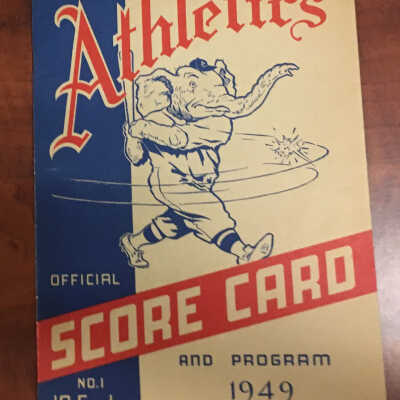 Athletics
OFFICIAL
SCORE CARD
AND PROGRAM
NO.1
1949